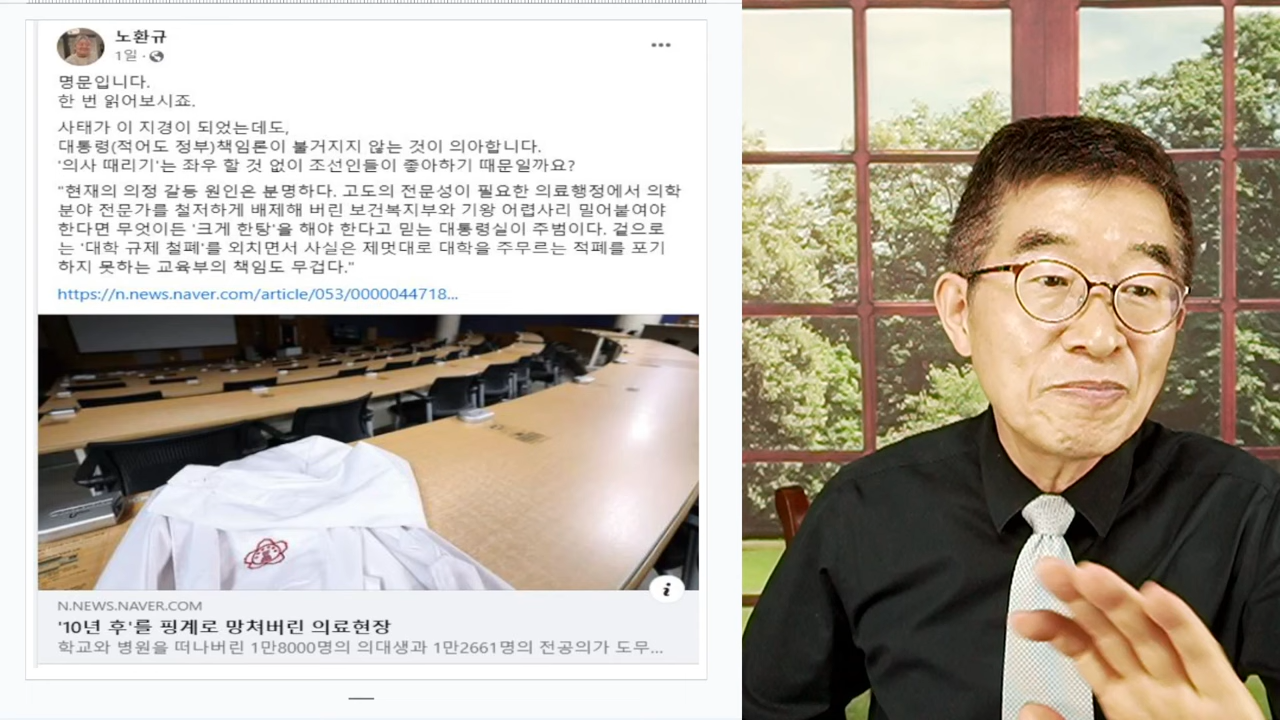 노환규
1일 ·
명문입니다.
한 번 읽어보시죠.
사태가 이 지경이 되었는데도,
대통령(적어도 정부)책임론이 불거지지 않는 것이 의아합니다.
'의사 때리기'는 좌우 할 것 없이 조선인들이 좋아하기 때문일까요?
"현재의 의정 갈등 원인은 분명하다. 고도의 전문성이 필요한 의료행정에서 의학
분야 전문가를 철저하게 배제해 버린 보건복지부와 기왕 어렵사리 밀어붙여야
한다면 무엇이든 '크게 한탕'을 해야 한다고 믿는 대통령실이 주범이다. 겉으로
는 '대학 규제 철폐'를 외치면서 사실은 제멋대로 대학을 주무르는 적폐를 포기
하지 못하는 교육부의 책임도 무겁다."
https://n.news.naver.com/article/053/0000044718...
N.NEWS.NAVER.COM
'10년 후'를 핑계로 망쳐버린 의료현장
학교와 병원을 떠나버린 1만8000명의 의대생과 1만2661명의 전공의가 도무...